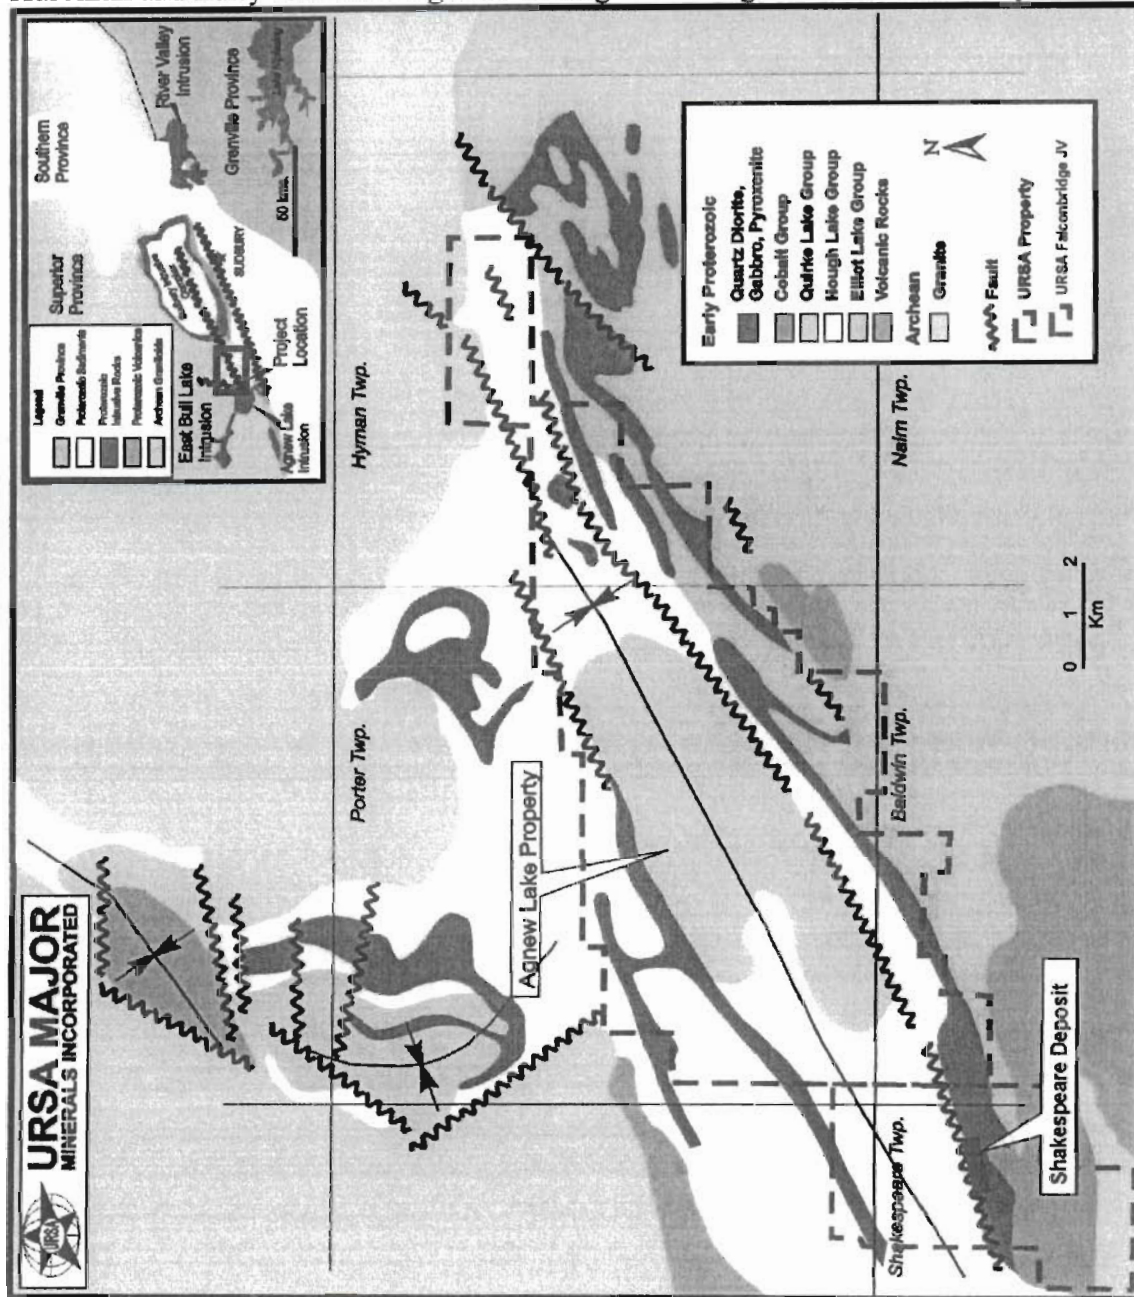 URSA MAJOR
MINERALS INCORPORATED
URSA
Legend
Grenville Province
Proterozoic Sediments
Proterozoic
Intrusive Rocks
Proterozoic Volcanics
Archean Granitoids
Superior
Province
Southern
Province
River Valley
Intrusion
Grenville Province
SUDBURY
East Bull Lake
Intrusion
Agnew Lake
Intrusion
Project
Location
50 kms.
Porter Twp.
Hyman Twp.
Agnew Lake Property
Shakespeare Twp.
Baldwin Twp.
Nairn Twp.
Shakespeare Deposit
0 1 2
Km
Early Proterozoic
Quartz Diorite,
Gabbro, Pyroxenite
Cobalt Group
Quirke Lake Group
Hough Lake Group
Elliot Lake Group
Volcanic Rocks
Archean
Granite
N
Fault
URSA Property
URSA Falconbridge JV